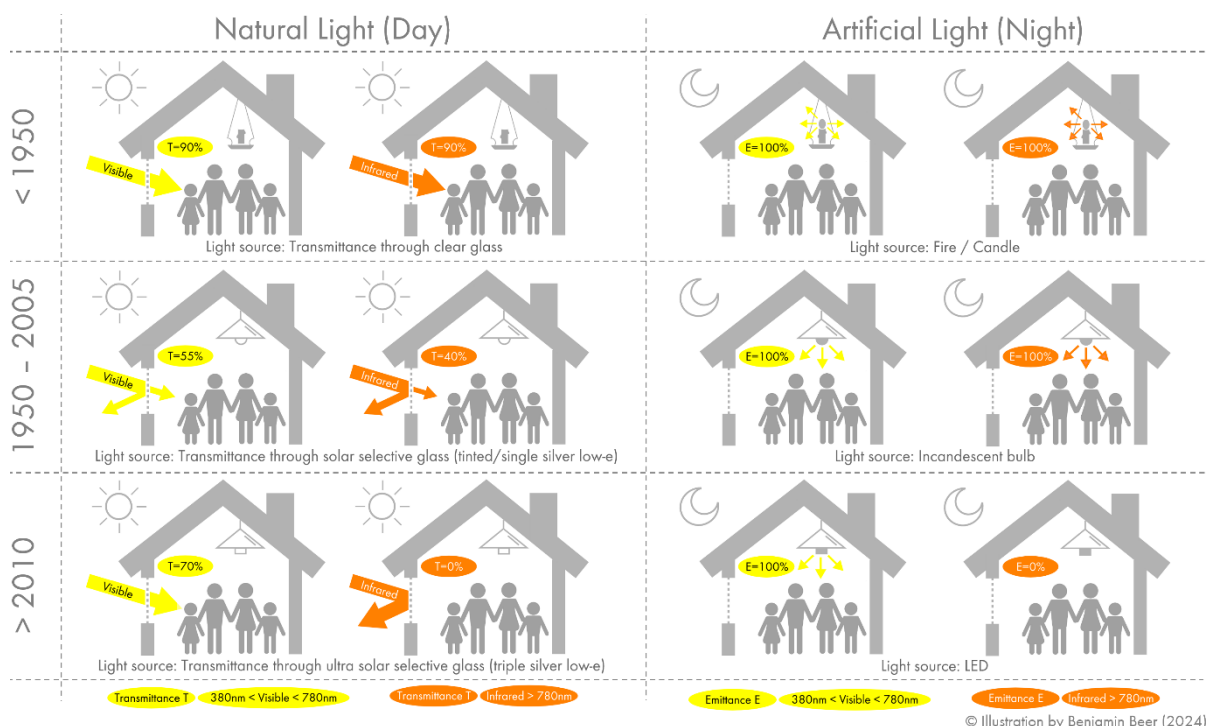 Natural Light (Day)
Artificial Light (Night)
< 1950
T=90%
Visible
T=90%
Infrared
E=100%
E=100%
Light source: Transmittance through clear glass
Light source: Fire / Candle
1950 – 2005
T=55%
Visible
T=40%
Infrared
E=100%
E=100%
Light source: Transmittance through solar selective glass (tinted/single silver low-e)
Light source: Incandescent bulb
> 2010
T=70%
Visible
T=0%
Infrared
E=100%
E=0%
Light source: Transmittance through ultra solar selective glass (triple silver low-e)
Light source: LED
Transmittance T
380nm < Visible < 780nm
Transmittance T
Infrared > 780nm
Emittance E
380nm < Visible < 780nm
Emittance E
Infrared > 780nm
© Illustration by Benjamin Beer (2024)